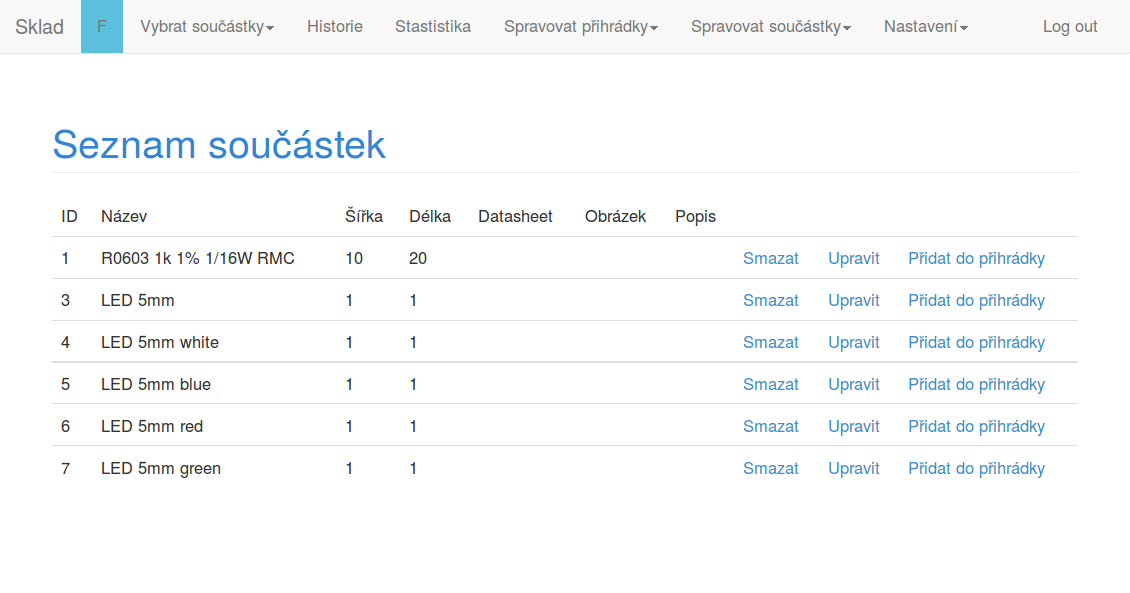 Sklad F Vybrat součástky Historie Stastistika Spravovat přihrádky Spravovat součástky Nastavení Log out
Seznam součástek
ID Název Šířka Délka Datasheet Obrázek Popis
1 R0603 1k 1% 1/16W RMC 10 20 Smazat Upravit Přidat do přihrádky
3 LED 5mm 1 1 Smazat Upravit Přidat do přihrádky
4 LED 5mm white 1 1 Smazat Upravit Přidat do přihrádky
5 LED 5mm blue 1 1 Smazat Upravit Přidat do přihrádky
6 LED 5mm red 1 1 Smazat Upravit Přidat do přihrádky
7 LED 5mm green 1 1 Smazat Upravit Přidat do přihrádky